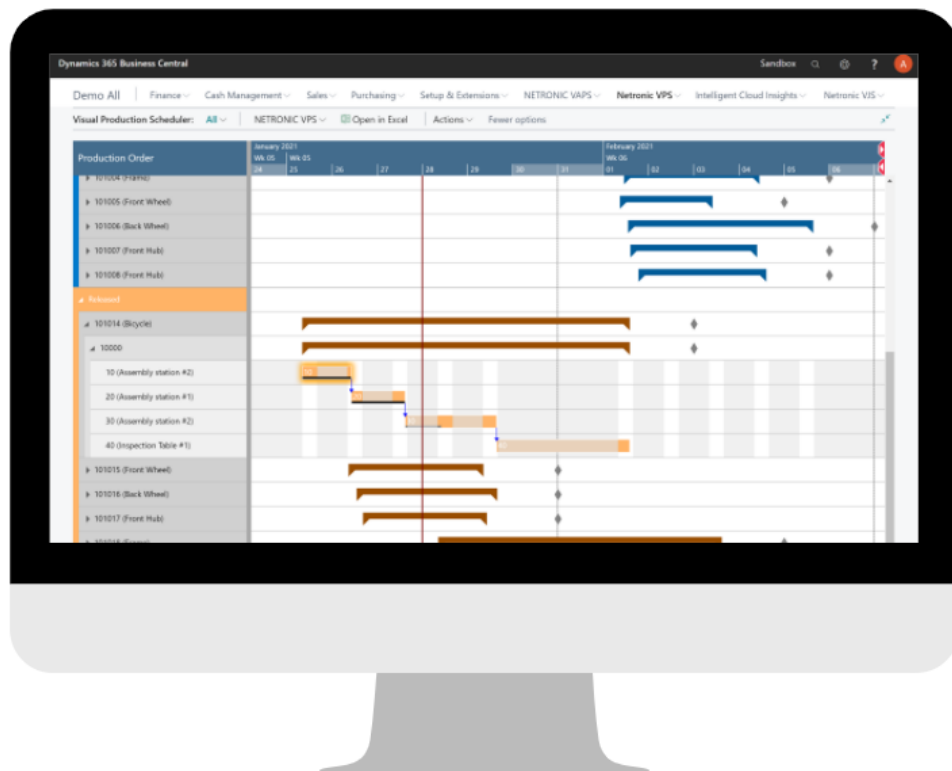 Dynamics 365 Business Central
Sandbox ? A
Demo All Finance Cash Management Sales Purchasing Setup & Extensions NETRONIC VAPS Netronic VPS Intelligent Cloud Insights Netronic VJS
Visual Production Scheduler: All NETRONIC VPS Open in Excel Actions Fewer options
Production Order
January 2021 February 2021
Wk 05 Wk 05 Wk 06
24 25 26 27 28 29 30 31 01 02 03 04 05 06
101004 (Frame)
101005 (Front Wheel)
101006 (Back Wheel)
101007 (Front Hub)
101008 (Front Hub)
Released
101014 (Bicycle)
10000
10 (Assembly station #2)
20 (Assembly station #1)
30 (Assembly station #2)
40 (Inspection Table #1)
101015 (Front Wheel)
101016 (Back Wheel)
101017 (Front Hub)
101018 (Frame)